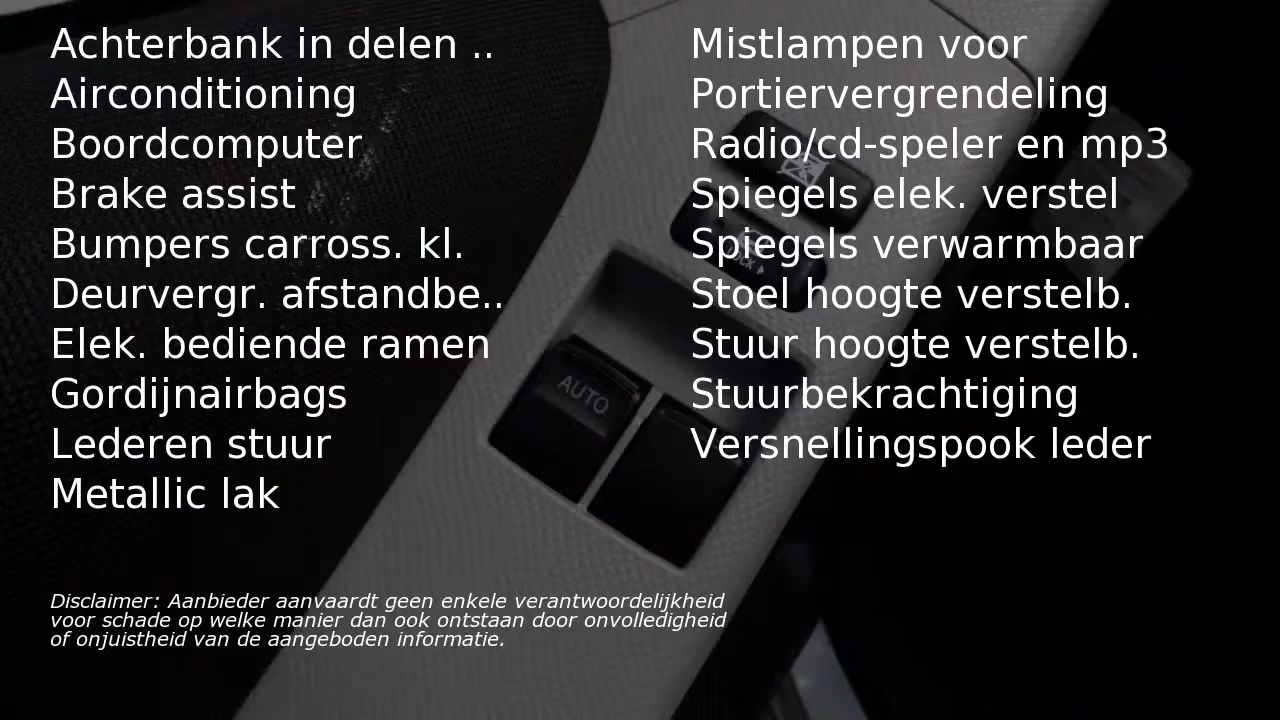 Achterbank in delen ..
Airconditioning
Boordcomputer
Brake assist
Bumpers carross. kl.
Deurvergr. afstandbe..
Elek. bediende ramen
Gordijnairbags
Lederen stuur
Metallic lak
Mistlampen voor
Portiervergrendeling
Radio/cd-speler en mp3
Spiegels elek. verstel
Spiegels verwarmbaar
Stoel hoogte verstelb.
Stuur hoogte verstelb.
Stuurbekrachtiging
Versnellingspook leder
LOCK
AUTO
Disclaimer: Aanbieder aanvaardt geen enkele verantwoordelijkheid
voor schade op welke manier dan ook ontstaan door onvolledigheid
of onjuistheid van de aangeboden informatie.